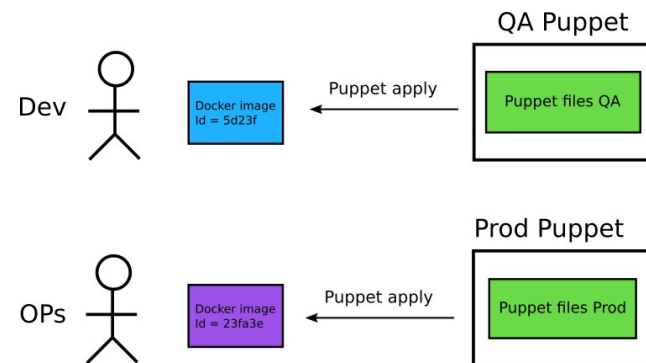 QA Puppet
Dev
Docker image
Id = 5d23f
Puppet apply
Puppet files QA
Prod Puppet
OPs
Docker image
Id = 23fa3e
Puppet apply
Puppet files Prod